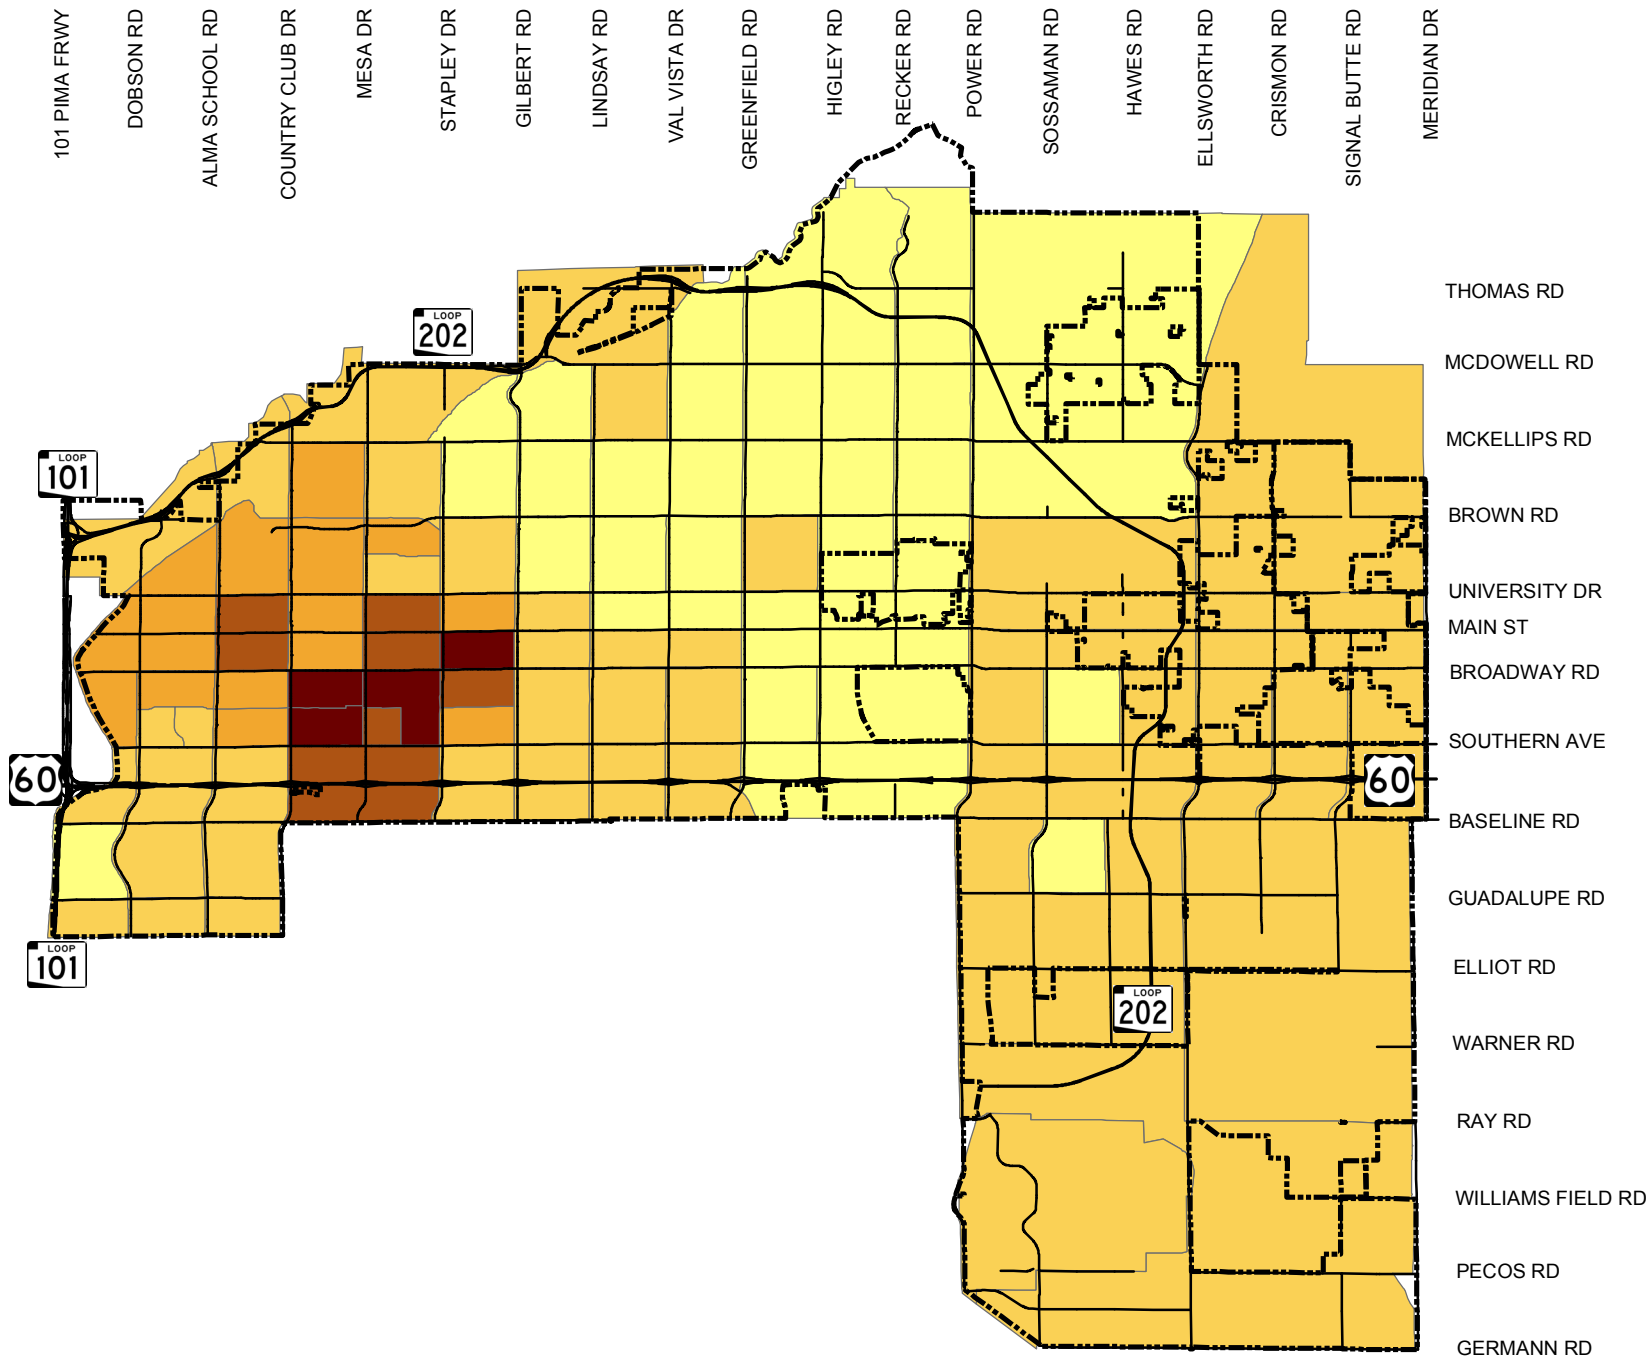 101 PIMA FRWY
DOBSON RD
ALMA SCHOOL RD
COUNTRY CLUB DR
MESA DR
STAPLEY DR
GILBERT RD
LINDSAY RD
VAL VISTA DR
GREENFIELD RD
HIGLEY RD
RECKER RD
POWER RD
SOSSAMAN RD
HAWES RD
ELLSWORTH RD
CRISMON RD
SIGNAL BUTTE RD
MERIDIAN DR
THOMAS RD
LOOP
202
MCDOWELL RD
MCKELLIPS RD
LOOP
101
BROWN RD
UNIVERSITY DR
MAIN ST
BROADWAY RD
SOUTHERN AVE
60
60
BASELINE RD
GUADALUPE RD
LOOP
101
ELLIOT RD
LOOP
202
WARNER RD
RAY RD
WILLIAMS FIELD RD
PECOS RD
GERMANN RD